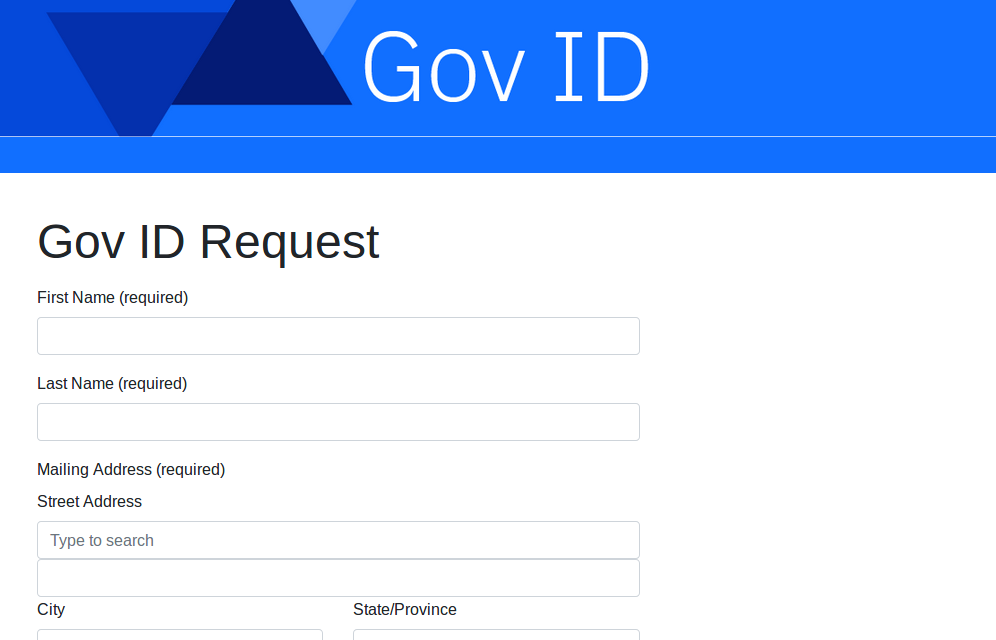 Gov ID
Gov ID Request
First Name (required)
Last Name (required)
Mailing Address (required)
Street Address
Type to search
City State/Province